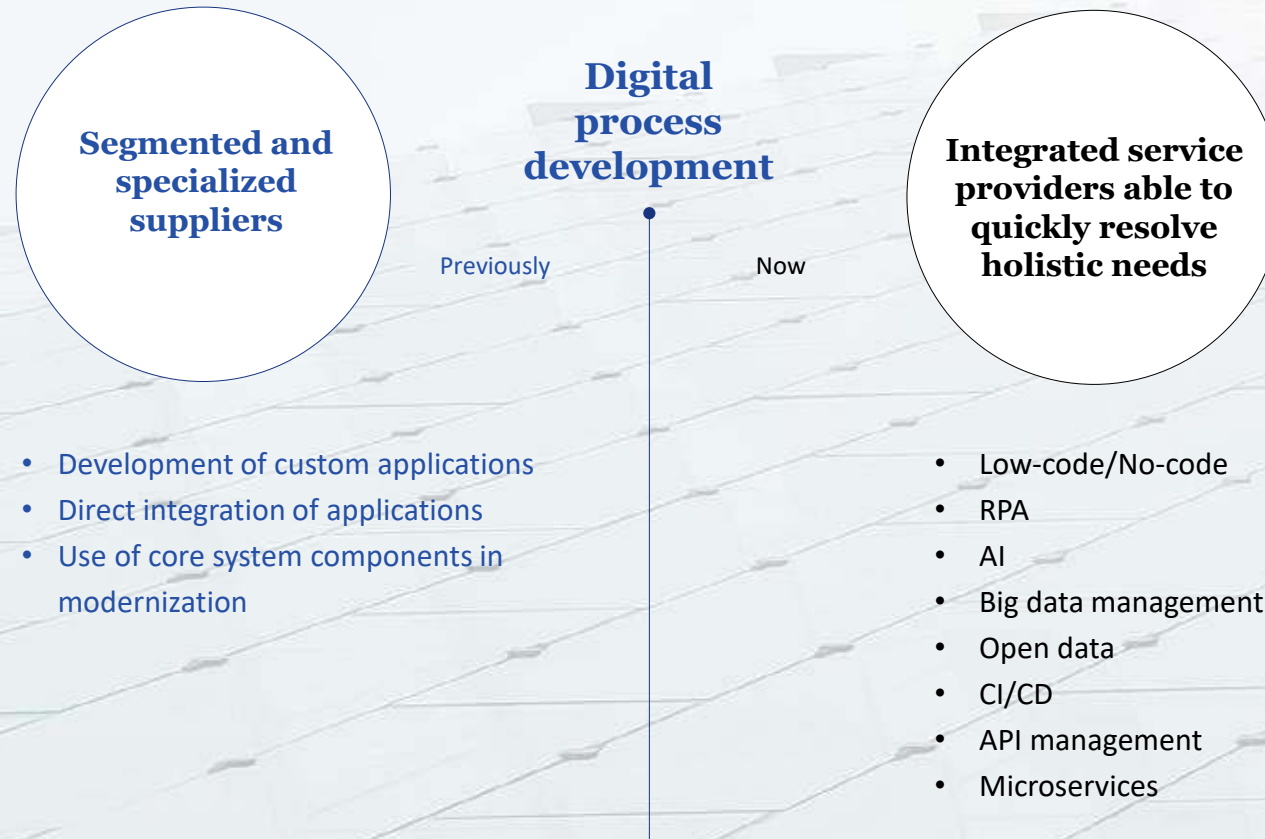 Digital
process
development
Segmented and
specialized
suppliers
Previously
• Development of custom applications
• Direct integration of applications
• Use of core system components in
modernization
Now
Integrated service
providers able to
quickly resolve
holistic needs
• Low-code/No-code
• RPA
• AI
• Big data management
• Open data
• CI/CD
• API management
• Microservices